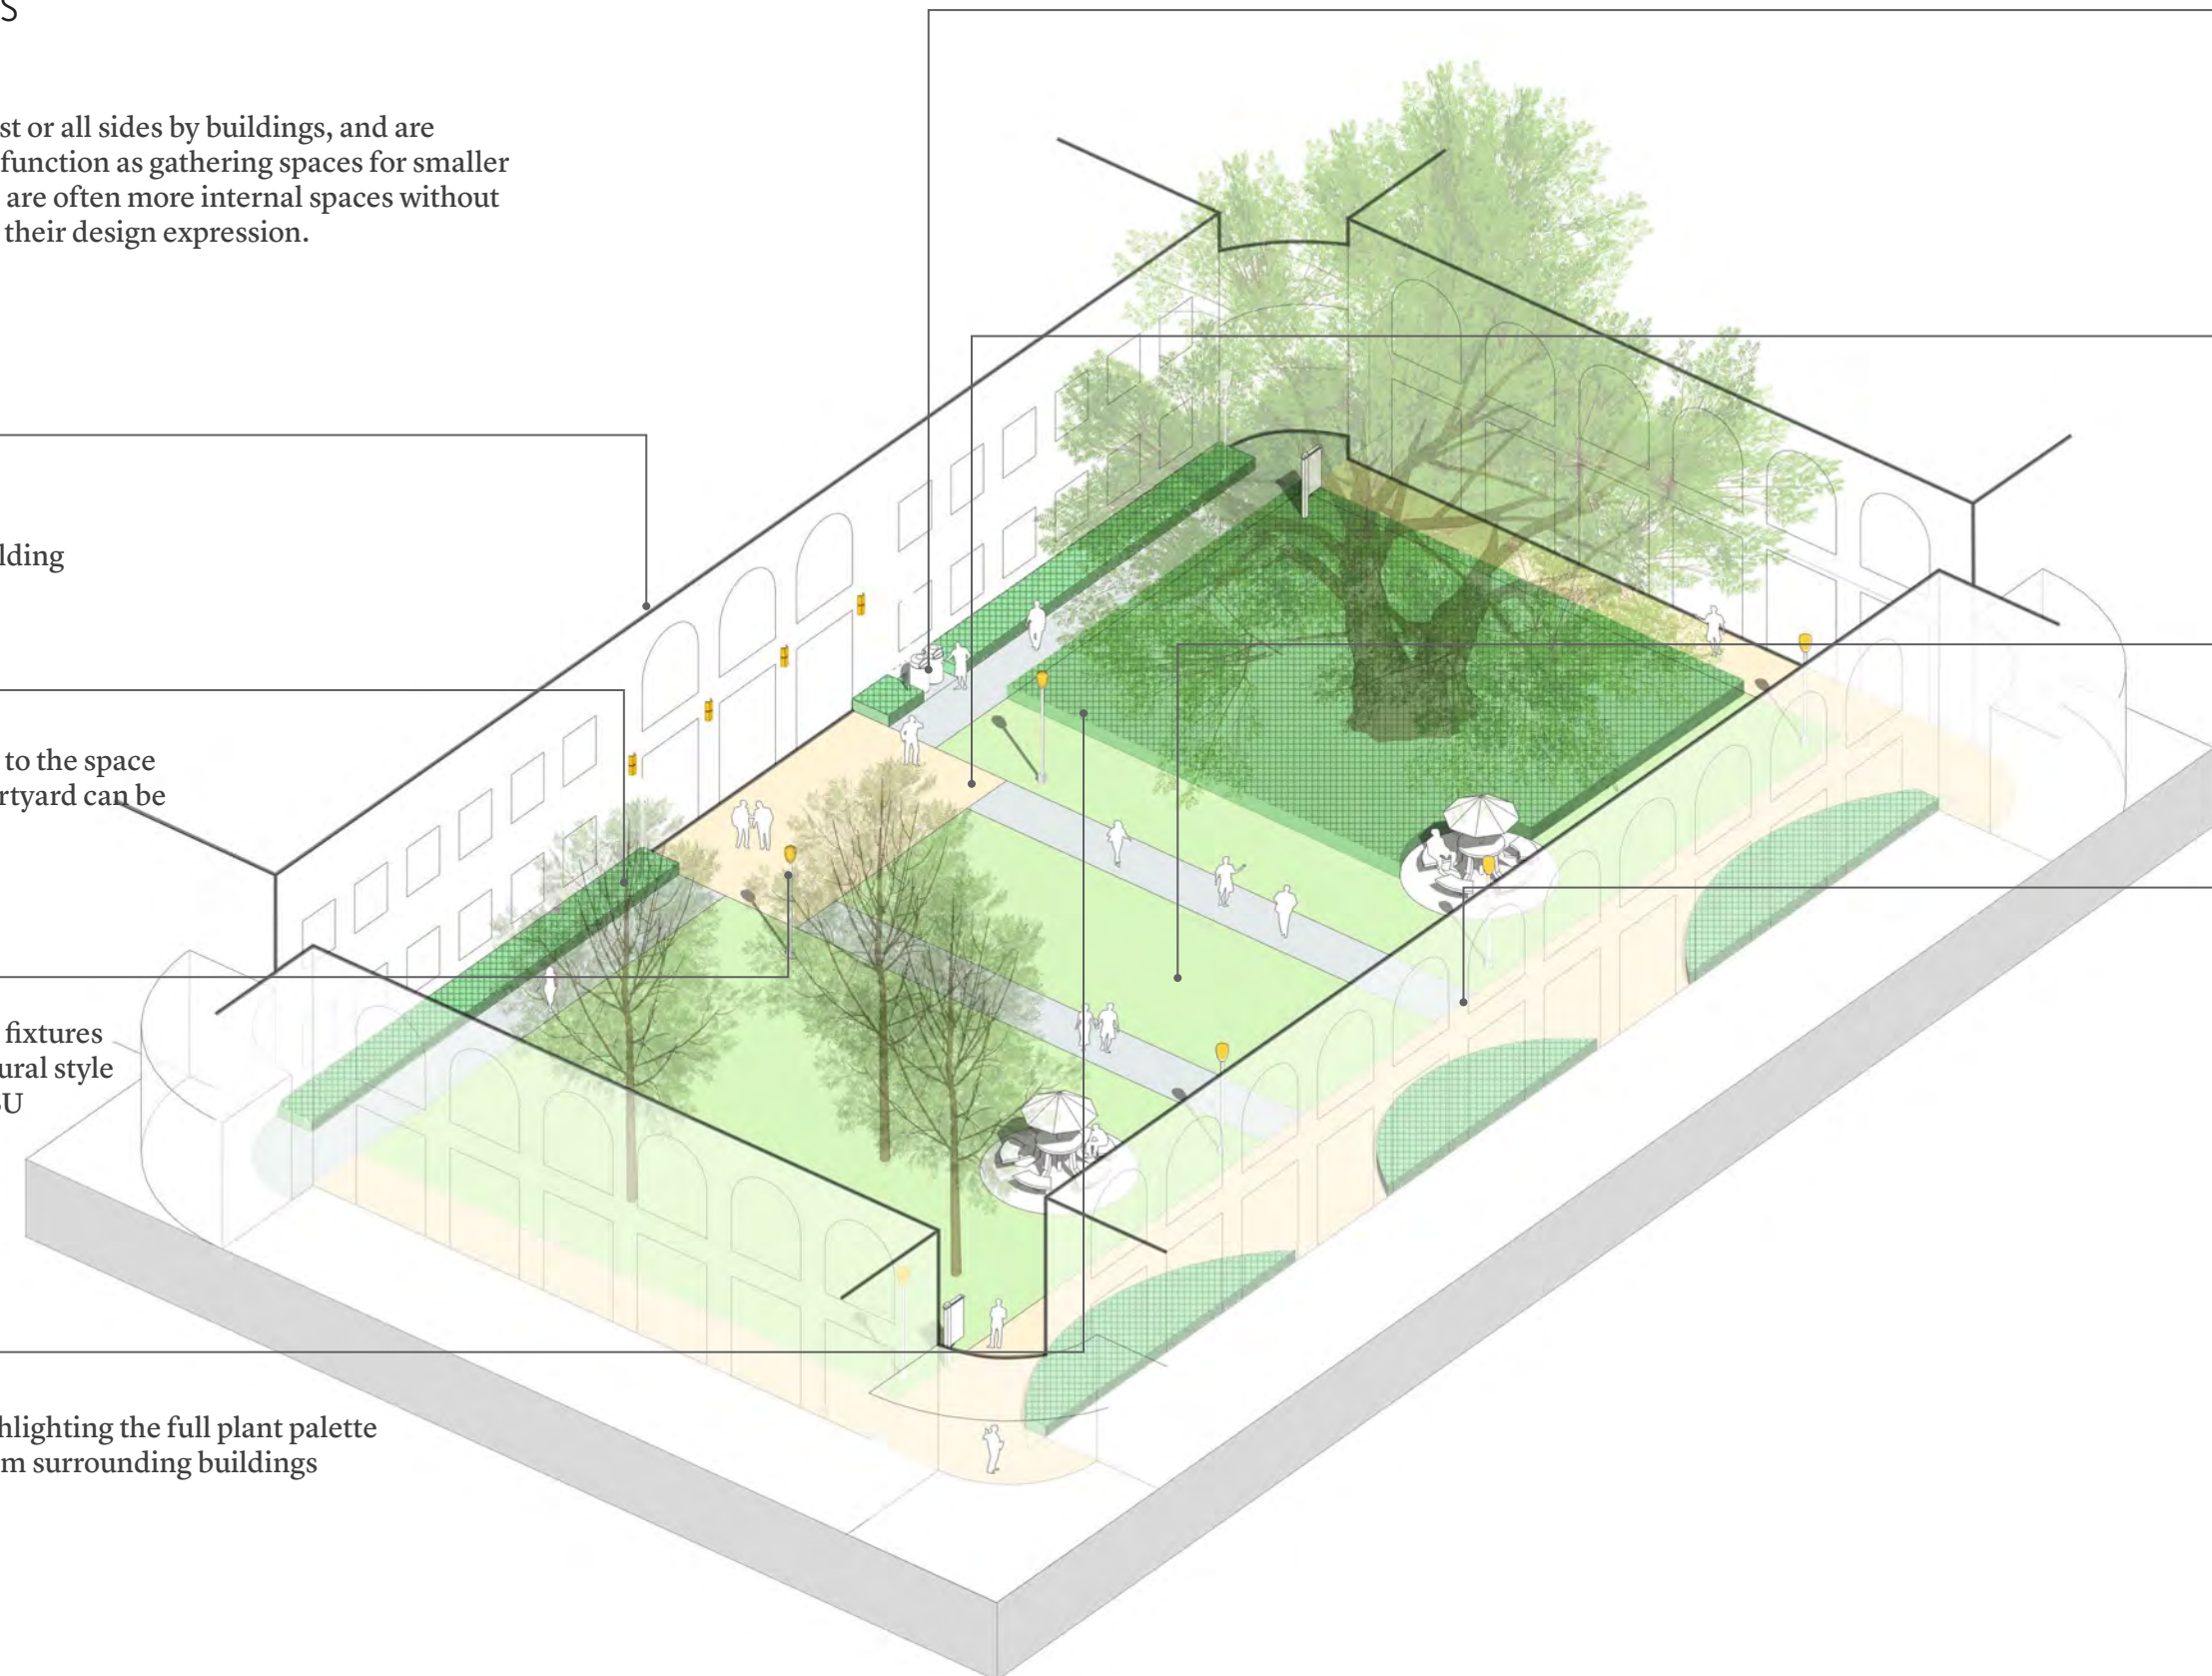 S
st or all sides by buildings, and are
function as gathering spaces for smaller
are often more internal spaces without
their design expression.
lding
to the space
rtyard can be
fixtures
ural style
U
hlighting the full plant palette
m surrounding buildings